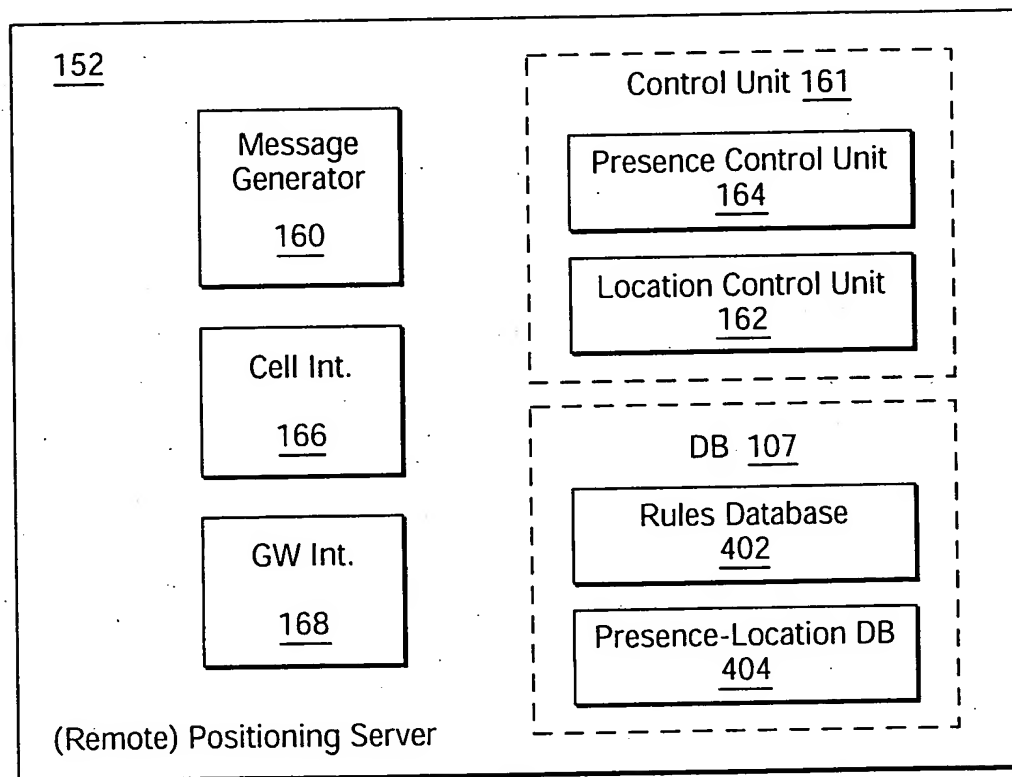 152
Message
Generator
160
Cell Int.
166
GW Int.
168
(Remote) Positioning Server
Control Unit 161
Presence Control Unit
164
Location Control Unit
162
DB 107
Rules Database
402
Presence-Location DB
404